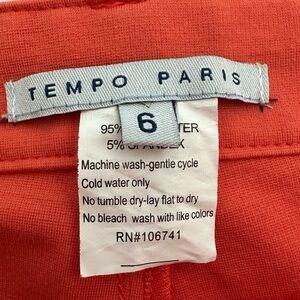 TEMPO PARIS
6
95% TER
5% SPANDEX
Machine wash-gentle cycle
Cold water only
No tumble dry-lay flat to dry
No bleach wash with like colors
RN#106741